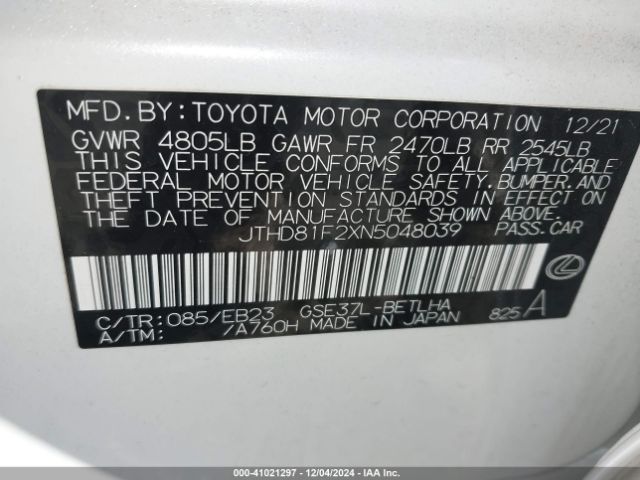 MFD.BY:TOYOTA MOTOR CORPORATION 12/21
GVWR 4805LB GAWR FR 2470LB RR 2545LB
THIS VEHICLE CONFORMS TO ALL APPLICABLE
FEDERAL MOTOR VEHICLE SAFETY,BUMPER,AND
THEFT PREVENTION STANDARDS IN EFFECT ON
THE DATE OF MANUFACTURE SHOWN ABOVE.
JTHD81F2XN5048039 PASS.CAR
C/TR:085/EB23 GSE37L-BETLHA 825A
A/TM: /A760H MADE IN JAPAN
00-41021297 - 12/04/2024 - IAA Inc.